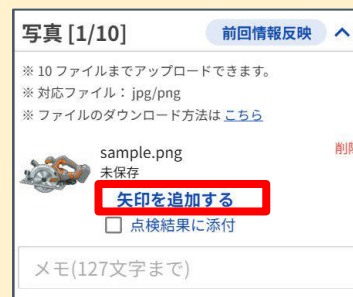 写真 [1/10] 前回情報反映
※ 10 ファイルまでアップロードできます。
※ 対応ファイル： jpg/png
※ ファイルのダウンロード方法は こちら
sample.png 削除
未保存
矢印を追加する
点検結果に添付
メモ(127文字まで)